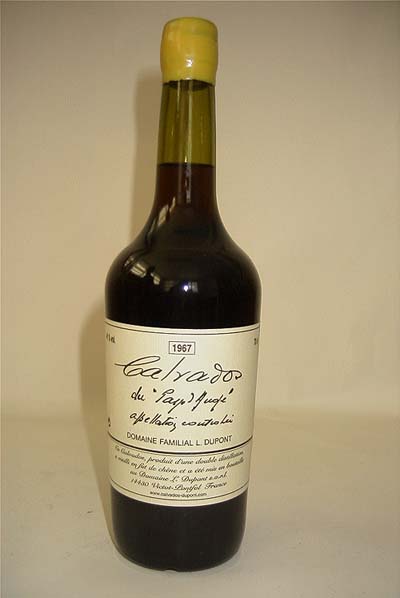 1967
Calvados
du "Pays d'Auge"
appellation controlée
DOMAINE FAMILIAL L. DUPONT
Ce Calvados, produit d'une double distillation,
a vieilli en fût de chêne et a été mis en bouteille
au Domaine L. Dupont s.a.r.l.
14430 Victot-Pontfol France
www.calvados-dupont.com